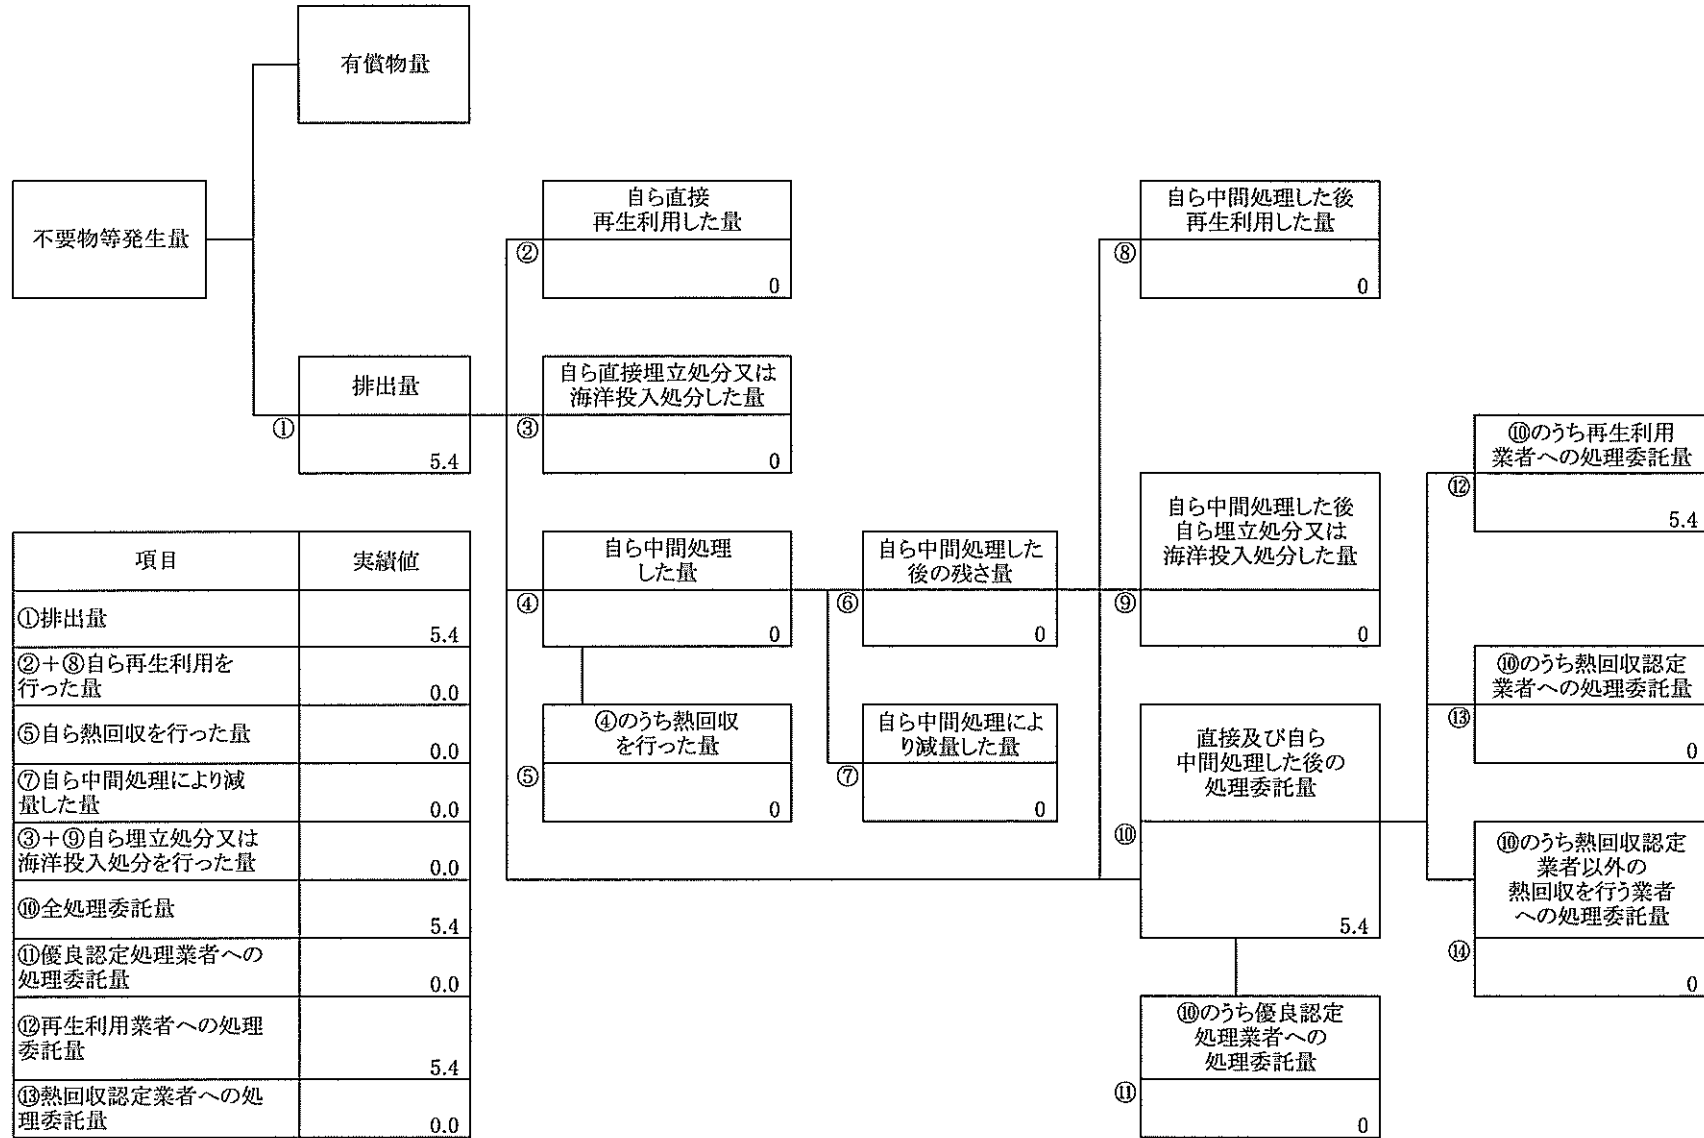 有償物量
不要物等発生量
排出量
①
5.4
自ら直接
再生利用した量
②
0
自ら直接埋立処分又は
海洋投入処分した量
③
0
自ら中間処理
した量
④
0
④のうち熱回収
を行った量
⑤
0
自ら中間処理した
後の残さ量
⑥
0
自ら中間処理によ
り減量した量
⑦
0
自ら中間処理した後
再生利用した量
⑧
0
自ら中間処理した後
自ら埋立処分又は
海洋投入処分した量
⑨
0
直接及び自ら
中間処理した後の
処理委託量
⑩
5.4
⑩のうち優良認定
処理業者への
処理委託量
⑪
0
⑩のうち再生利用
業者への処理委託量
⑫
5.4
⑩のうち熱回収認定
業者への処理委託量
⑬
0
⑩のうち熱回収認定
業者以外の
熱回収を行う業者
への処理委託量
⑭
0
項目 実績値
①排出量 5.4
②+⑧自ら再生利用を
行った量 0.0
⑤自ら熱回収を行った量 0.0
⑦自ら中間処理により減
量した量 0.0
③+⑨自ら埋立処分又は
海洋投入処分を行った量 0.0
⑩全処理委託量 5.4
⑪優良認定処理業者への
処理委託量 0.0
⑫再生利用業者への処理
委託量 5.4
⑬熱回収認定業者への処
理委託量 0.0